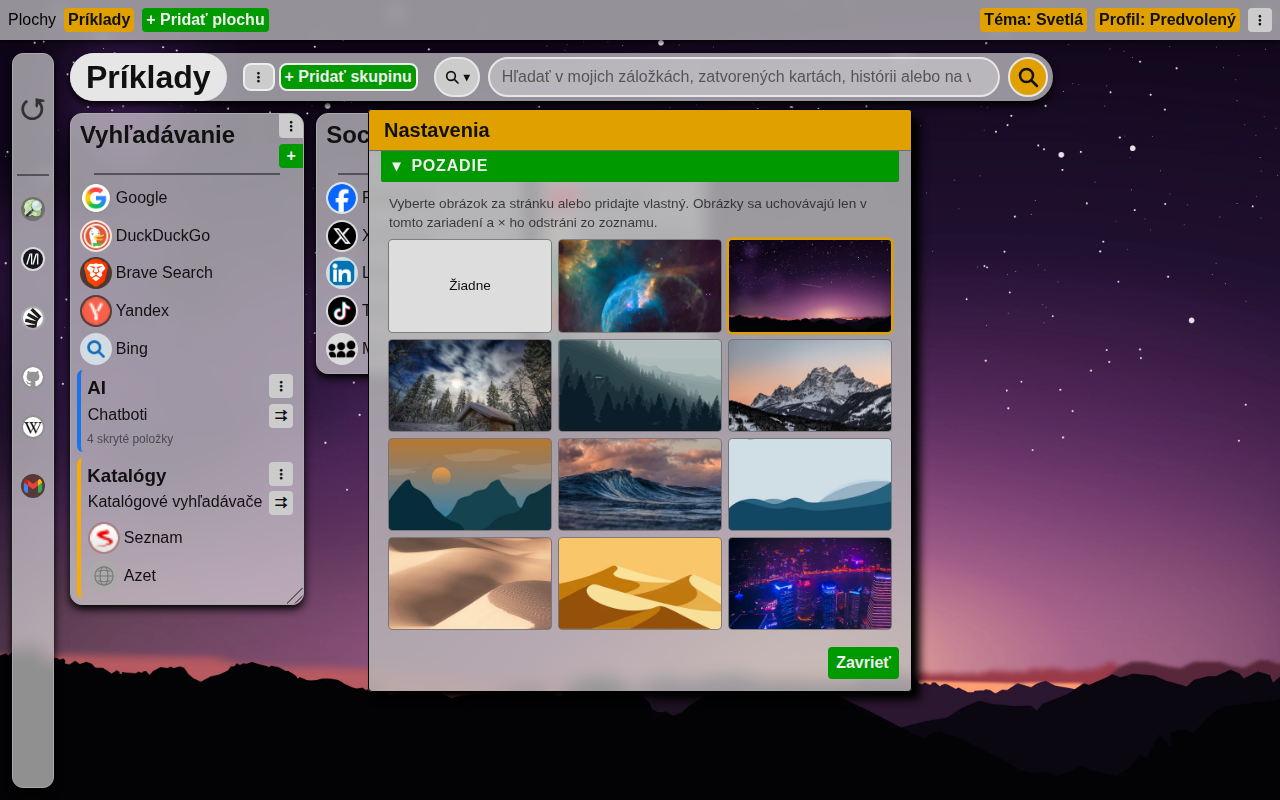 Plochy Príklady + Pridať plochu Téma: Svetlá Profil: Predvolený
Príklady + Pridať skupinu Hľadať v mojich záložkách, zatvorených kartách, histórii alebo na
Vyhľadávanie
+
Google
DuckDuckGo
Brave Search
Yandex
Bing
AI
Chatboti
4 skryté položky
Katalógy
Katalógové vyhľadávače
Seznam
Azet
Soc
Nastavenia
▼ POZADIE
Vyberte obrázok za stránku alebo pridajte vlastný. Obrázky sa uchovávajú len v
tomto zariadení a × ho odstráni zo zoznamu.
Žiadne
Zavrieť